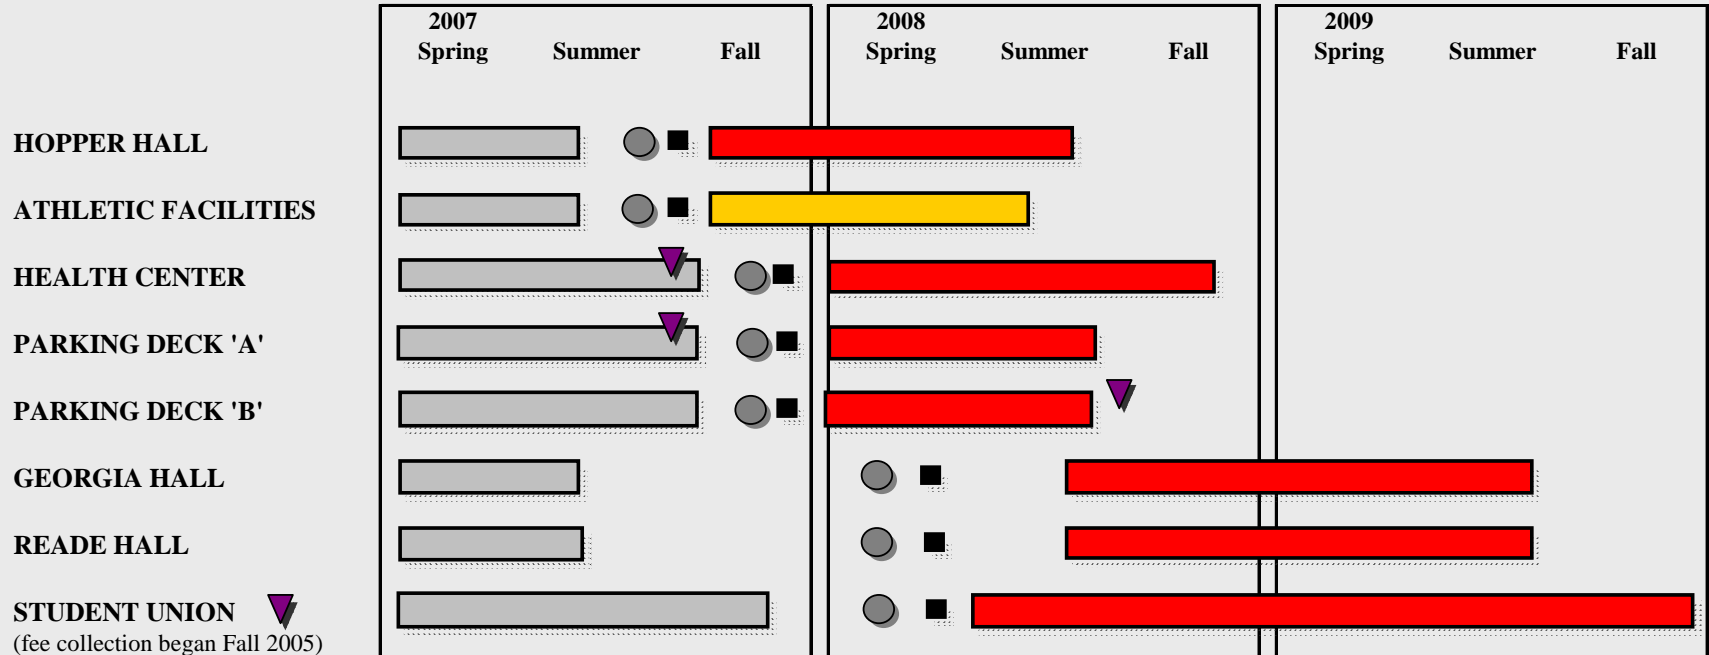 2007 2008 2009
Spring Summer Fall Spring Summer Fall Spring Summer Fall
HOPPER HALL
ATHLETIC FACILITIES
HEALTH CENTER
PARKING DECK 'A'
PARKING DECK 'B'
GEORGIA HALL
READE HALL
STUDENT UNION
(fee collection began Fall 2005)